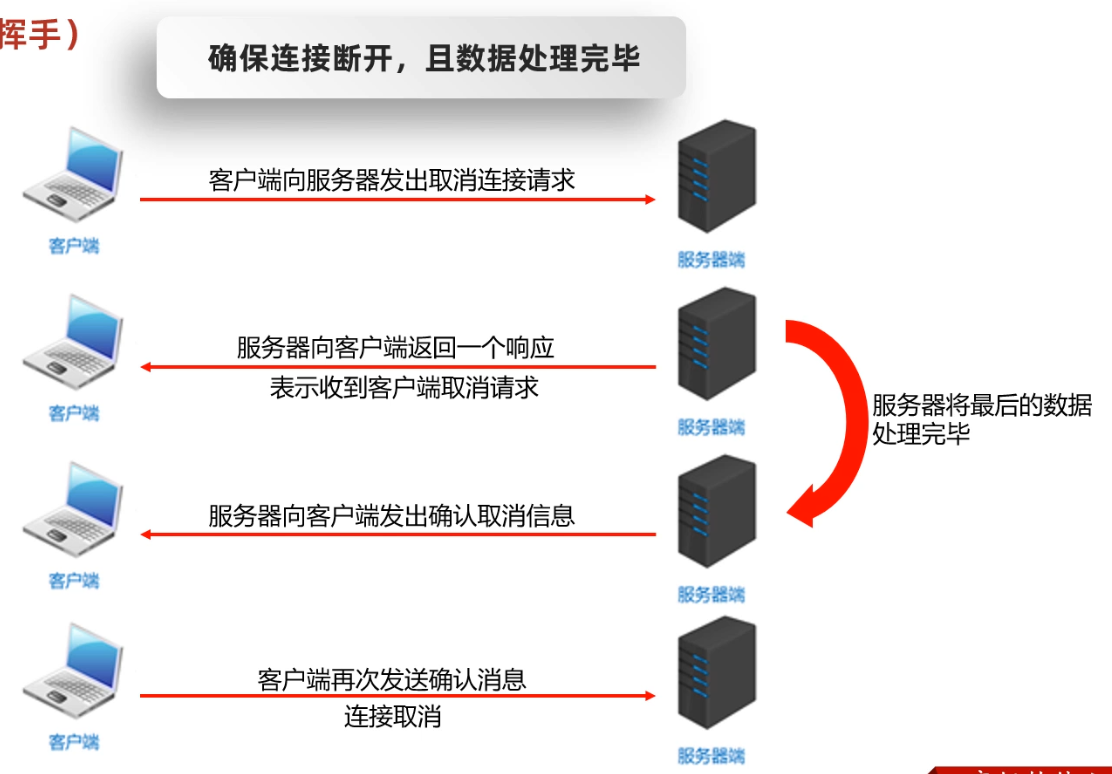 挥手）
确保连接断开，且数据处理完毕
客户端向服务器发出取消连接请求
客户端
服务器端
服务器向客户端返回一个响应
表示收到客户端取消请求
客户端
服务器端
服务器将最后的数据
处理完毕
服务器向客户端发出确认取消信息
客户端
服务器端
客户端再次发送确认消息
连接取消
客户端
服务器端